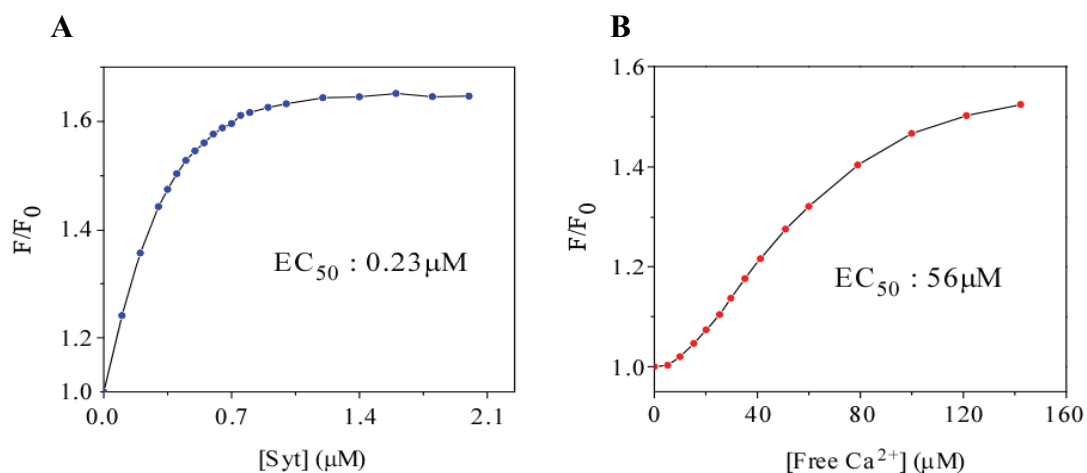 A
1.6
1.4
1.2
1.0
F/F₀
0.0 0.7 1.4 2.1
[Syt] (μM)
EC₅₀ : 0.23μM
B
1.6
1.4
1.2
1.0
F/F₀
0 40 80 120 160
[Free Ca²⁺] (μM)
EC₅₀ : 56μM